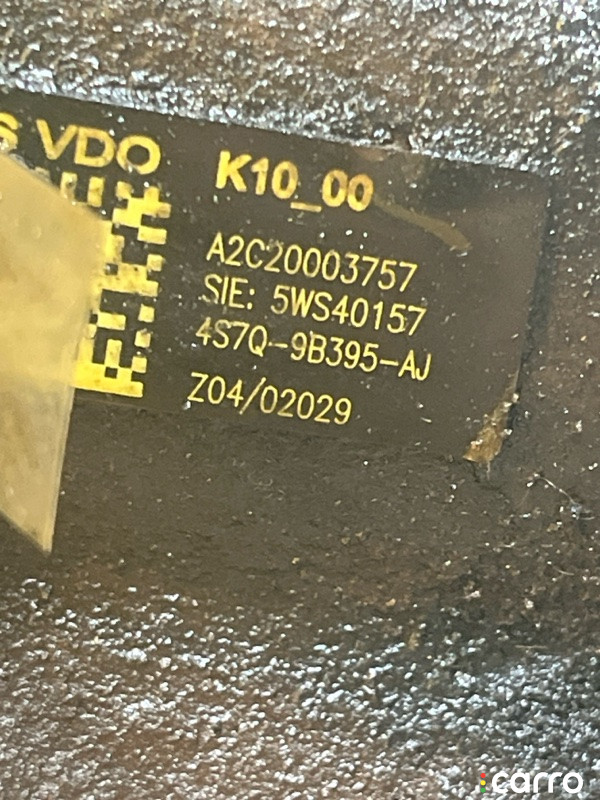 S VDO K10_00
A2C20003757
SIE: 5WS40157
4S7Q-9B395-AJ
Z04/02029
carro